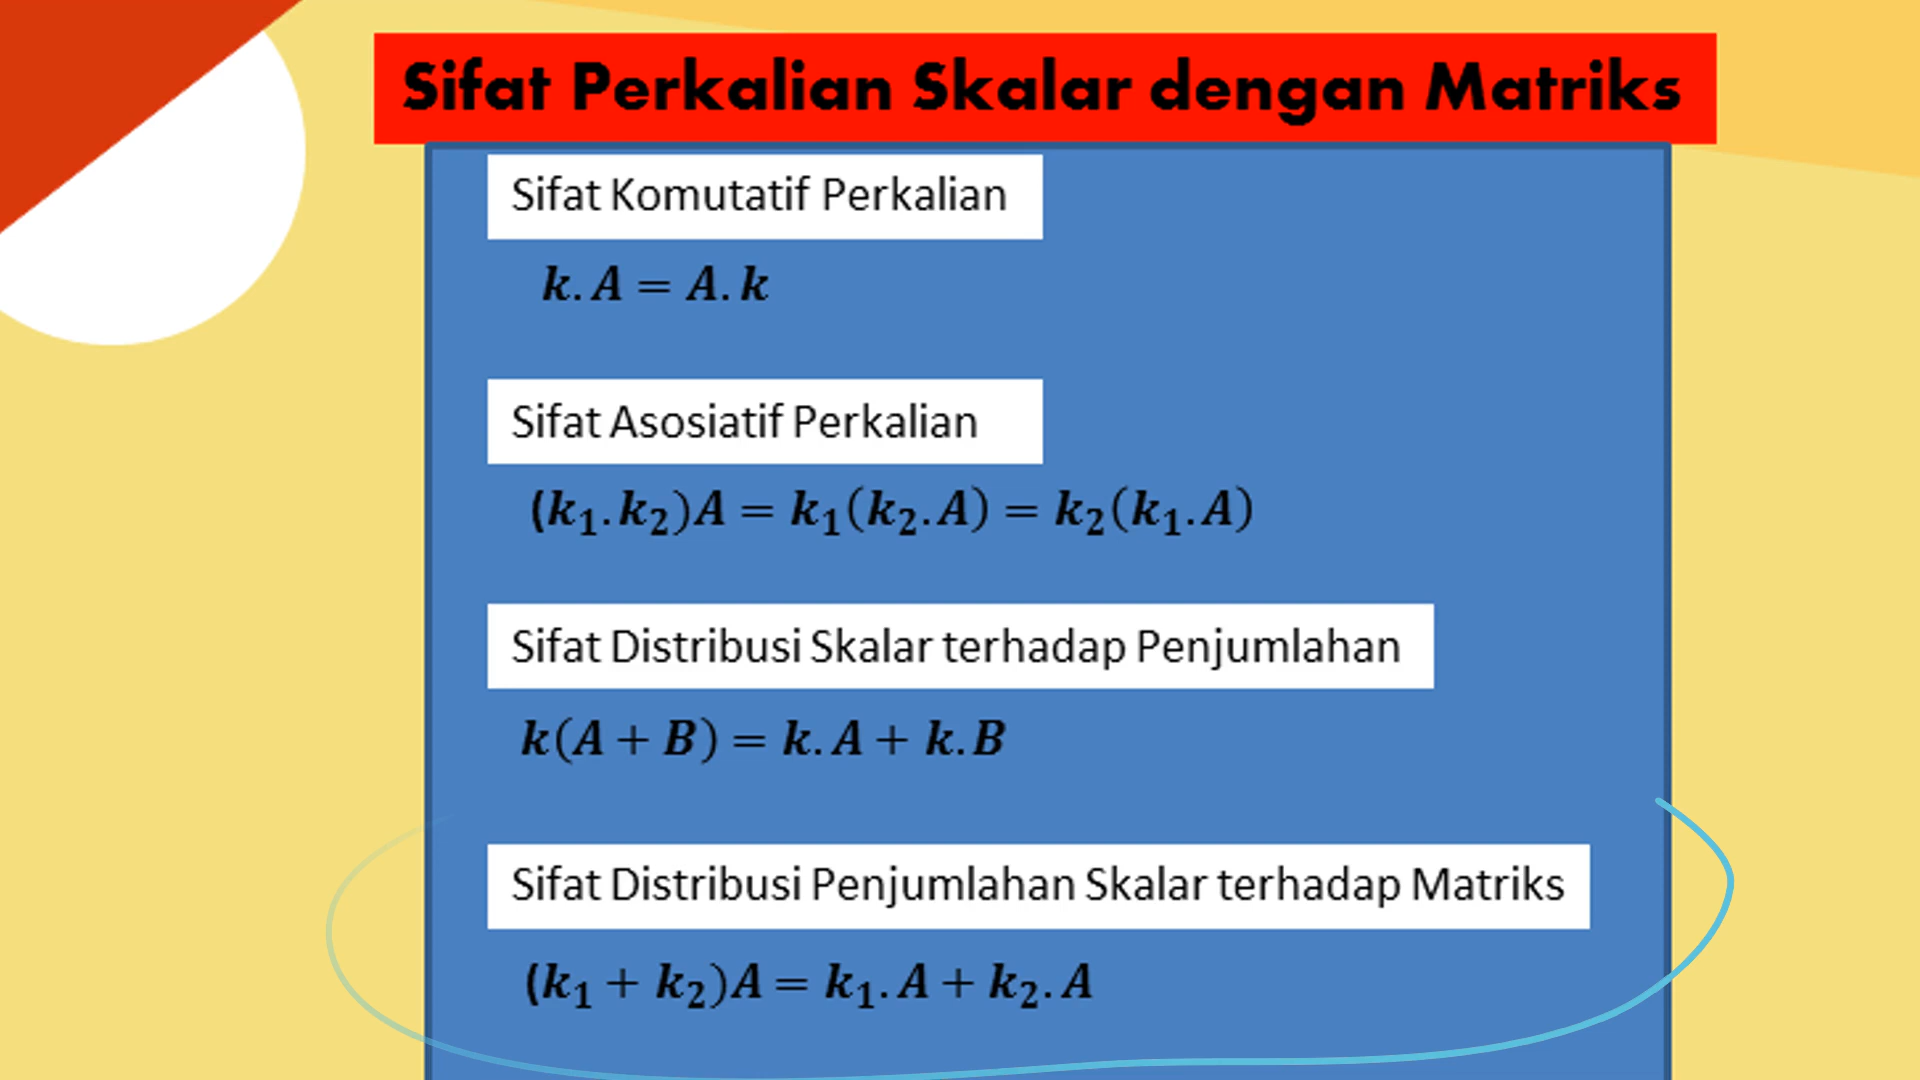 Sifat Perkalian Skalar dengan Matriks
Sifat Komutatif Perkalian
k. A = A. k
Sifat Asosiatif Perkalian
(k₁. k₂)A = k₁(k₂. A) = k₂(k₁. A)
Sifat Distribusi Skalar terhadap Penjumlahan
k(A + B) = k. A + k. B
Sifat Distribusi Penjumlahan Skalar terhadap Matriks
(k₁ + k₂)A = k₁. A + k₂. A